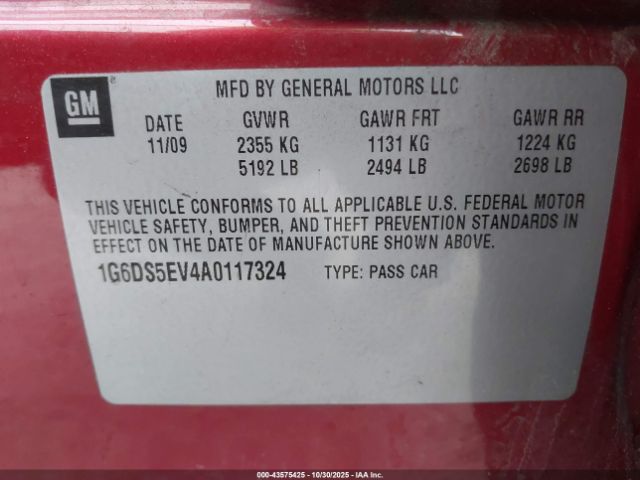 GM
MFD BY GENERAL MOTORS LLC
DATE GVWR GAWR FRT GAWR RR
11/09 2355 KG 1131 KG 1224 KG
5192 LB 2494 LB 2698 LB
THIS VEHICLE CONFORMS TO ALL APPLICABLE U.S. FEDERAL MOTOR
VEHICLE SAFETY, BUMPER, AND THEFT PREVENTION STANDARDS IN
EFFECT ON THE DATE OF MANUFACTURE SHOWN ABOVE.
1G6DS5EV4A0117324 TYPE: PASS CAR
000-43575425 - 10/30/2025 - IAA Inc.